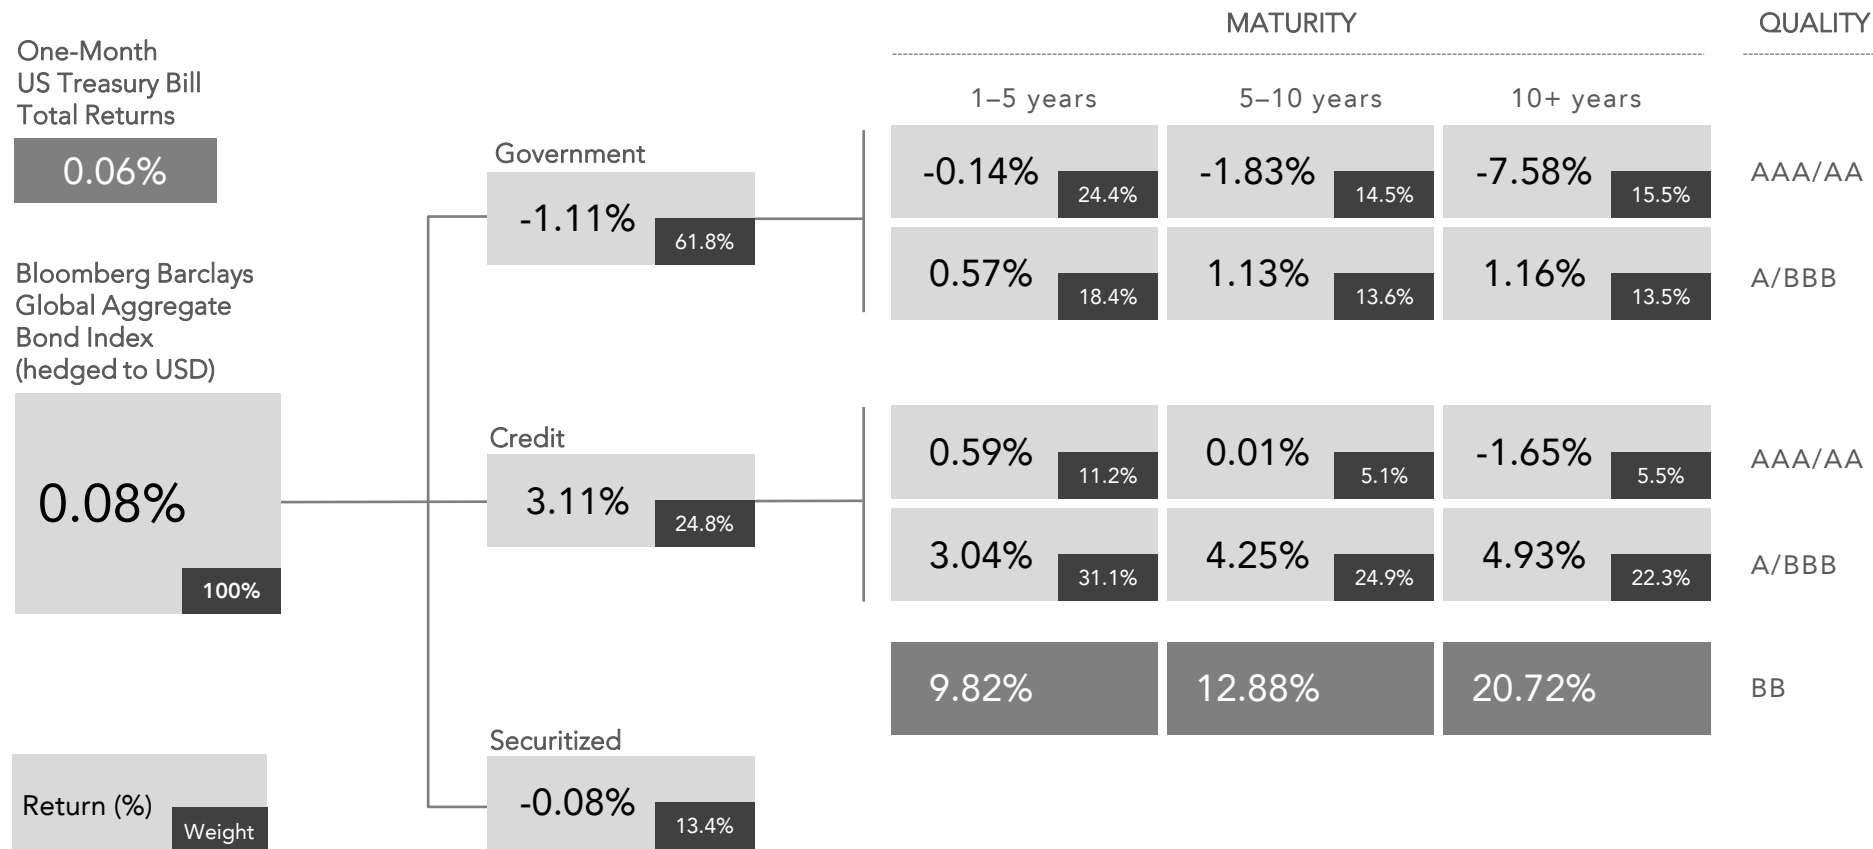 MATURITY
QUALITY
One-Month
US Treasury Bill
Total Returns
0.06%
1–5 years
5–10 years
10+ years
Government
-1.11%
61.8%
-0.14%
24.4%
-1.83%
14.5%
-7.58%
15.5%
AAA/AA
0.57%
18.4%
1.13%
13.6%
1.16%
13.5%
A/BBB
Bloomberg Barclays
Global Aggregate
Bond Index
(hedged to USD)
0.08%
100%
Credit
3.11%
24.8%
0.59%
11.2%
0.01%
5.1%
-1.65%
5.5%
AAA/AA
3.04%
31.1%
4.25%
24.9%
4.93%
22.3%
A/BBB
9.82%
12.88%
20.72%
BB
Securitized
-0.08%
13.4%
Return (%)
Weight